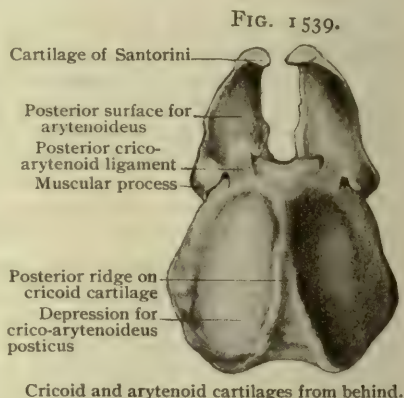 FIG. 1539.
Cartilage of Santorini
Posterior surface for
arytenoideus
Posterior crico-
arytenoid ligament
Muscular process
Posterior ridge on
cricoid cartilage
Depression for
crico-arytenoideus
posticus
Cricoid and arytenoid cartilages from behind.